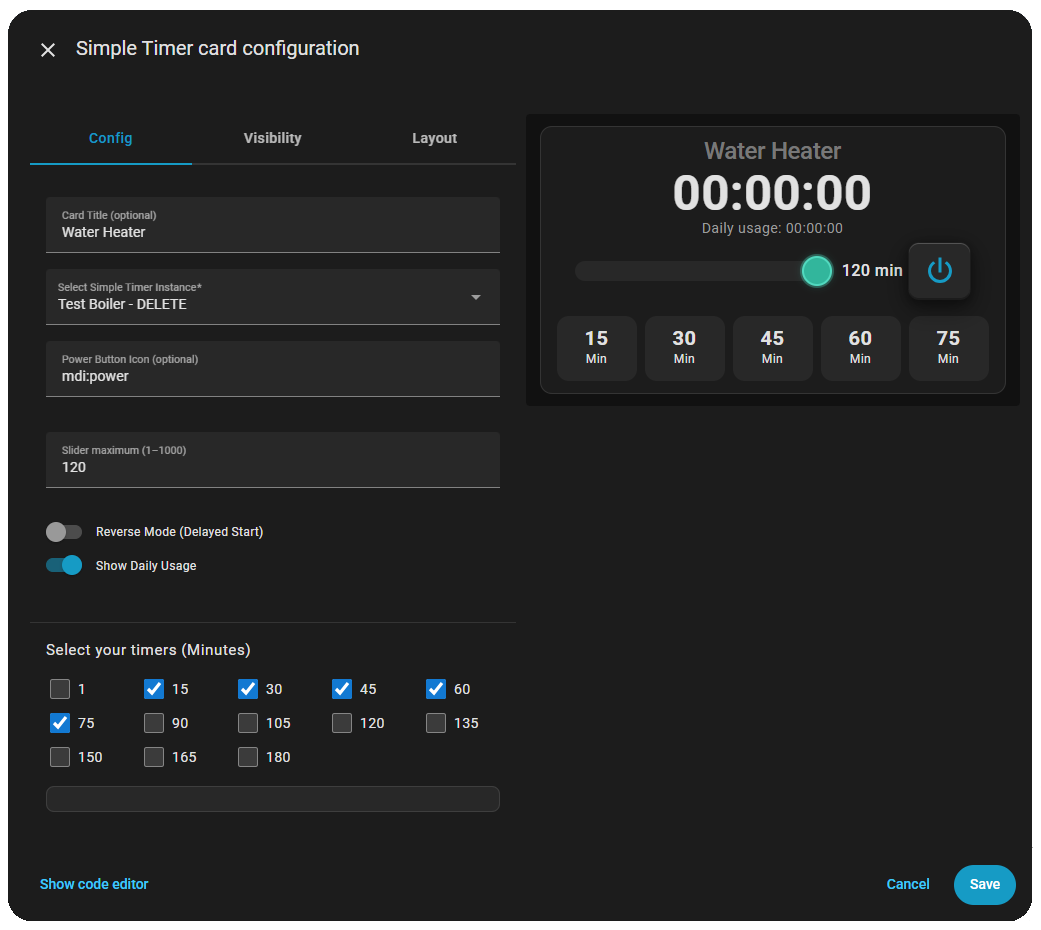 Simple Timer card configuration
Config Visibility Layout
Card Title (optional)
Water Heater
Select Simple Timer Instance*
Test Boiler - DELETE
Power Button Icon (optional)
mdi:power
Slider maximum (1–1000)
120
Reverse Mode (Delayed Start)
Show Daily Usage
Select your timers (Minutes)
1 15 30 45 60
75 90 105 120 135
150 165 180
Water Heater
00:00:00
Daily usage: 00:00:00
120 min
15 30 45 60 75
Min Min Min Min Min
Show code editor
Cancel Save